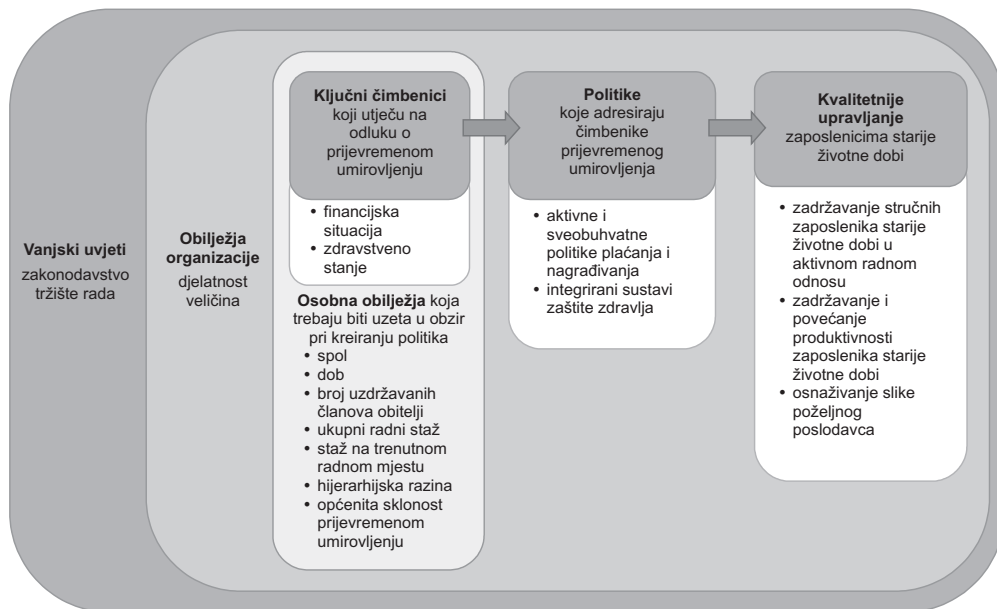 Vanjski uvjeti
zakonodavstvo
tržište rada
Obilježja
organizacije
djelatnost
veličina
Ključni čimbenici
koji utječu na
odluku o
prijevremenom
umirovljenju
• financijska
situacija
• zdravstveno
stanje
Osobna obilježja koja
trebaju biti uzeta u obzir
pri kreiranju politika
• spol
• dob
• broj uzdržavanih
članova obitelji
• ukupni radni staž
• staž na trenutnom
radnom mjestu
• hijerarhijska razina
• općenita sklonost
prijevremenom
umirovljenju
Politike
koje adresiraju
čimbenike
prijevremenog
umirovljenja
• aktivne i
sveobuhvatne
politike plaćanja i
nagrađivanja
• integrirani sustavi
zaštite zdravlja
Kvalitetnije
upravljanje
zaposlenicima starije
životne dobi
• zadržavanje stručnih
zaposlenika starije
životne dobi u
aktivnom radnom
odnosu
• zadržavanje i
povećanje
produktivnosti
zaposlenika starije
životne dobi
• osnaživanje slike
poželjnog
poslodavca